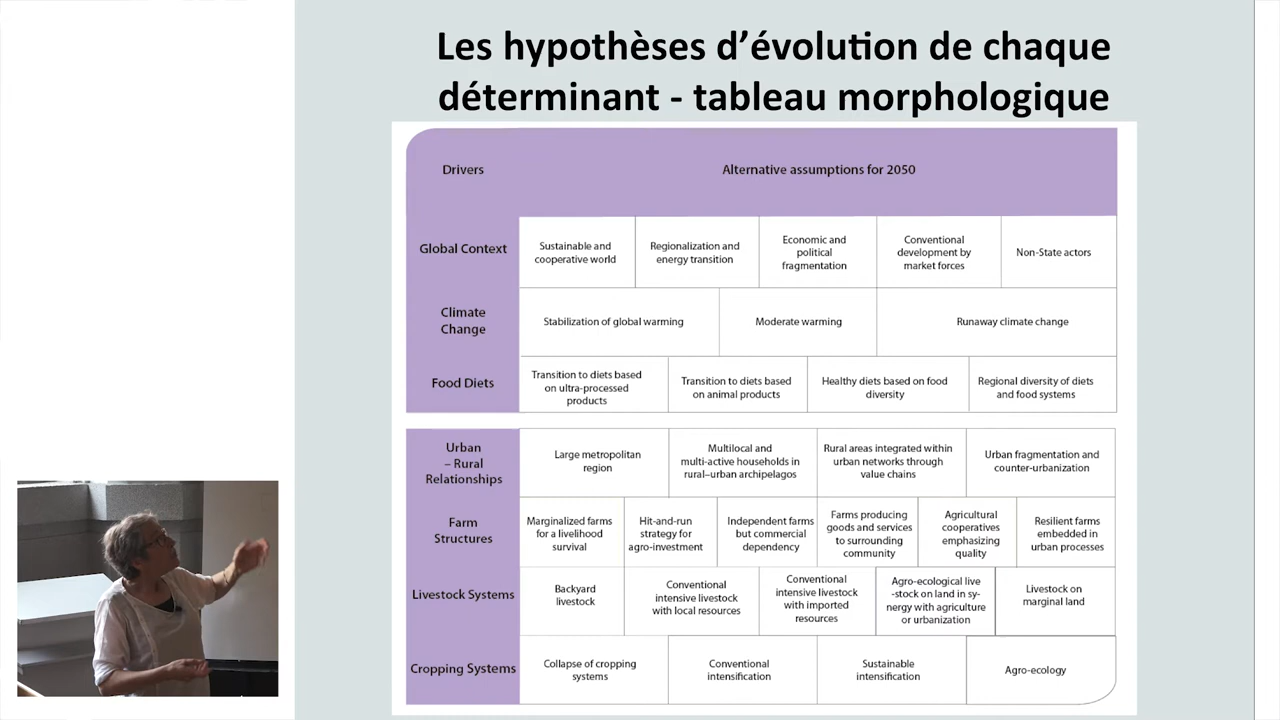 Les hypothèses d’évolution de chaque
déterminant - tableau morphologique
Drivers
Alternative assumptions for 2050
Global Context
Sustainable and
cooperative world
Regionalization and
energy transition
Economic and
political
fragmentation
Conventional
development by
market forces
Non-State actors
Climate
Change
Stabilization of global warming
Moderate warming
Runaway climate change
Food Diets
Transition to diets based
on ultra-processed
products
Transition to diets based
on animal products
Healthy diets based on food
diversity
Regional diversity of diets
and food systems
Urban
– Rural
Relationships
Large metropolitan
region
Multilocal and
multi-active households in
rural–urban archipelagos
Rural areas integrated within
urban networks through
value chains
Urban fragmentation and
counter-urbanization
Farm
Structures
Marginalized farms
for a livelihood
survival
Hit-and-run
strategy for
agro-investment
Independent farms
but commercial
dependency
Farms producing
goods and services
to surrounding
community
Agricultural
cooperatives
emphasizing
quality
Resilient farms
embedded in
urban processes
Livestock Systems
Backyard
livestock
Conventional
intensive livestock
with local resources
Conventional
intensive livestock
with imported
resources
Agro-ecological live
-stock on land in sy-
nergy with agriculture
or urbanization
Livestock on
marginal land
Cropping Systems
Collapse of cropping
systems
Conventional
intensification
Sustainable
intensification
Agro-ecology